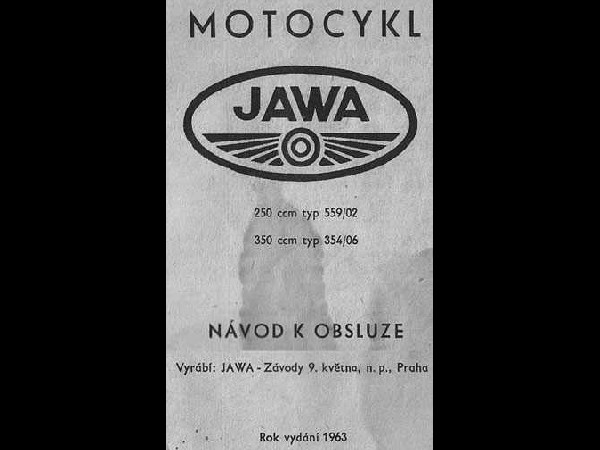 MOTOCYKL
JAWA
250 ccm typ 559/02
350 ccm typ 354/06
NÁVOD K OBSLUZE
Vyrábí: JAWA - Závody 9. května, n. p., Praha
Rok vydání 1963